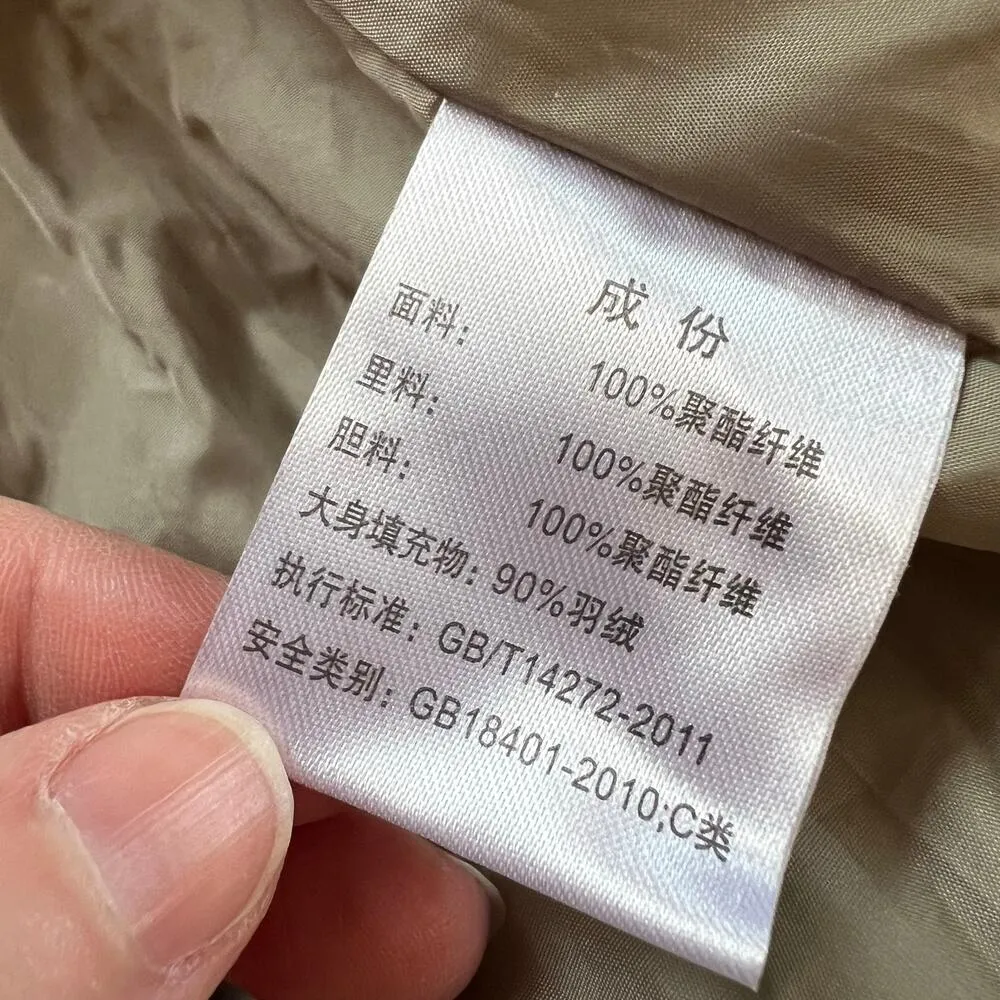 成 份
面料： 100%聚酯纤维
里料： 100%聚酯纤维
胆料： 100%聚酯纤维
大身填充物：90%羽绒
执行标准：GB/T14272-2011
安全类别：GB18401-2010;C类